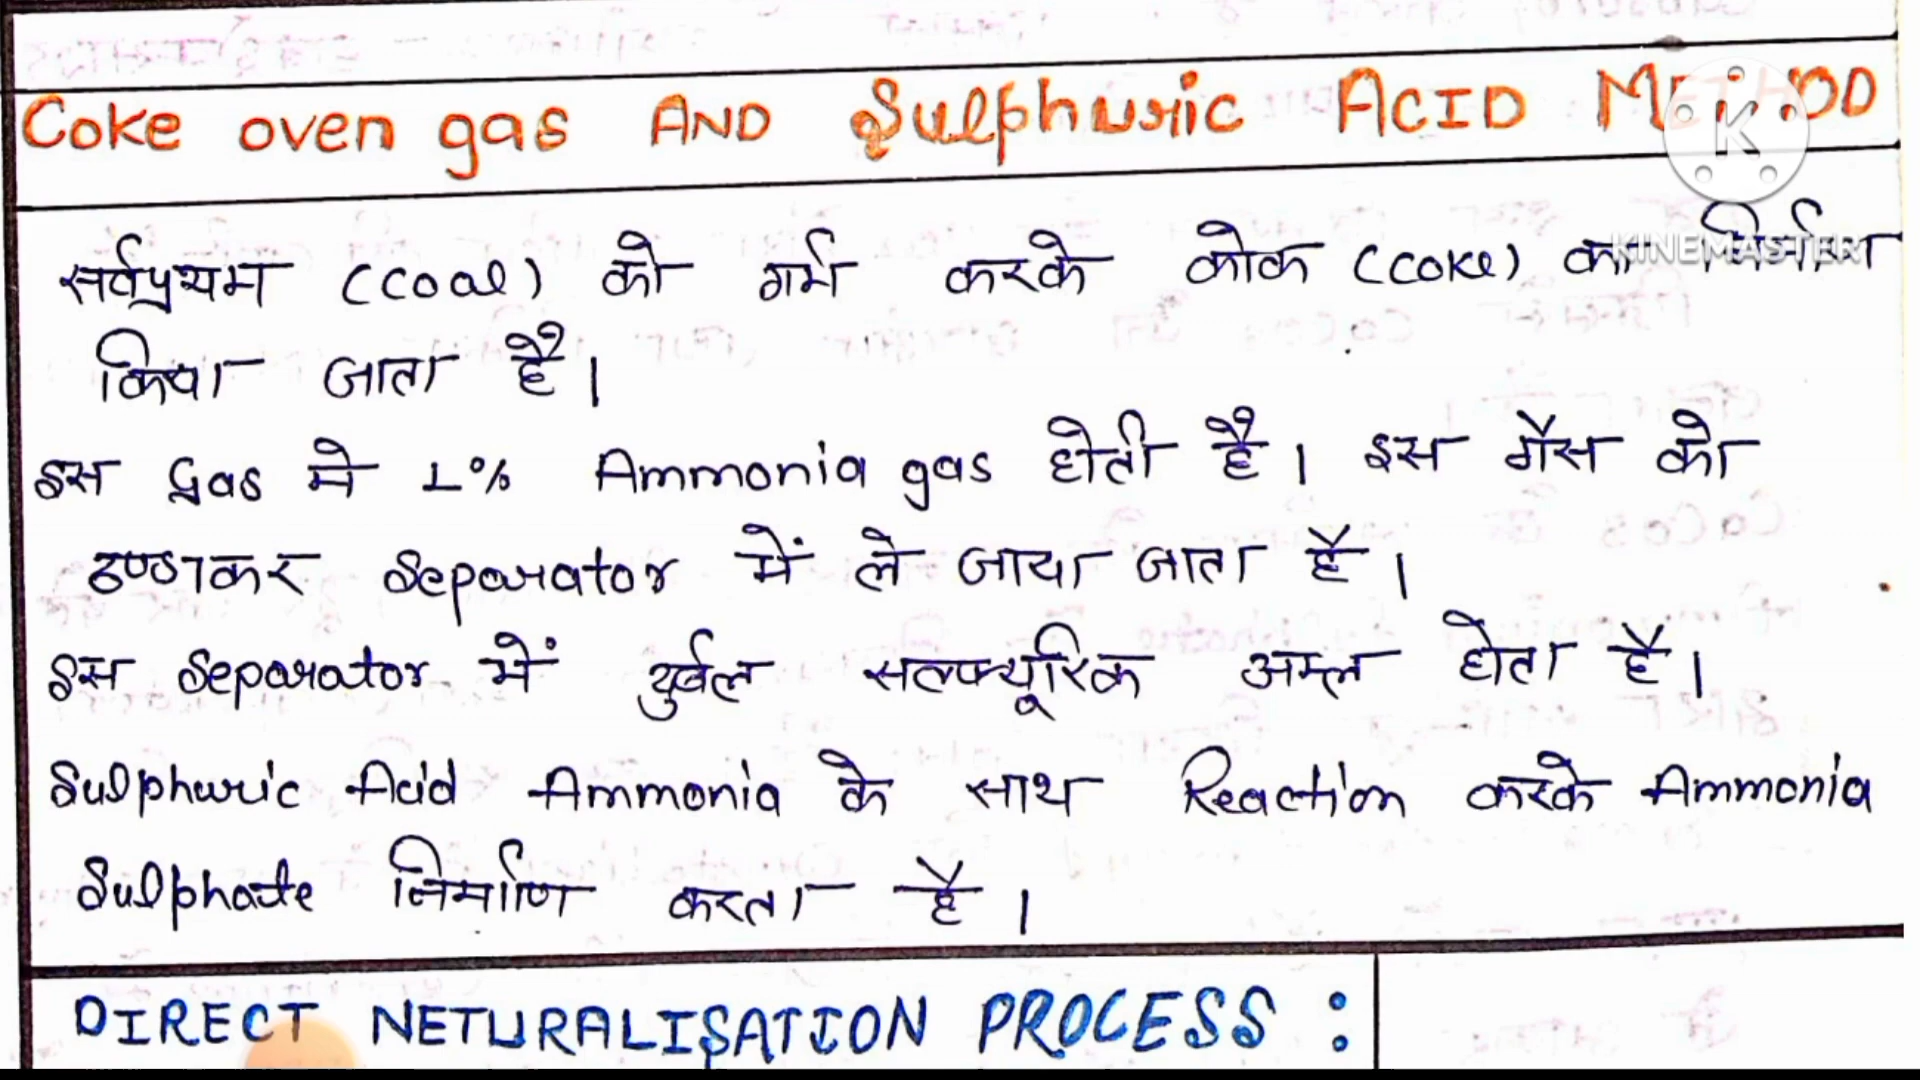 Coke oven gas AND Sulphuric ACID METHOD
KINEMASTER
सर्वप्रथम (coal) को गर्म करके कोक (coke) का निर्माण
किया जाता है।
इस Gas मे 1% Ammonia gas होती है। इस गैस को
ठण्डाकर Separator में ले जाया जाता है।
इस Separator में दुर्बल सल्फ्यूरिक अम्ल होता है।
Sulphuric Acid Ammonia के साथ Reaction करके Ammonia
Sulphate निर्माण करता है।
DIRECT NETURALISATION PROCESS :